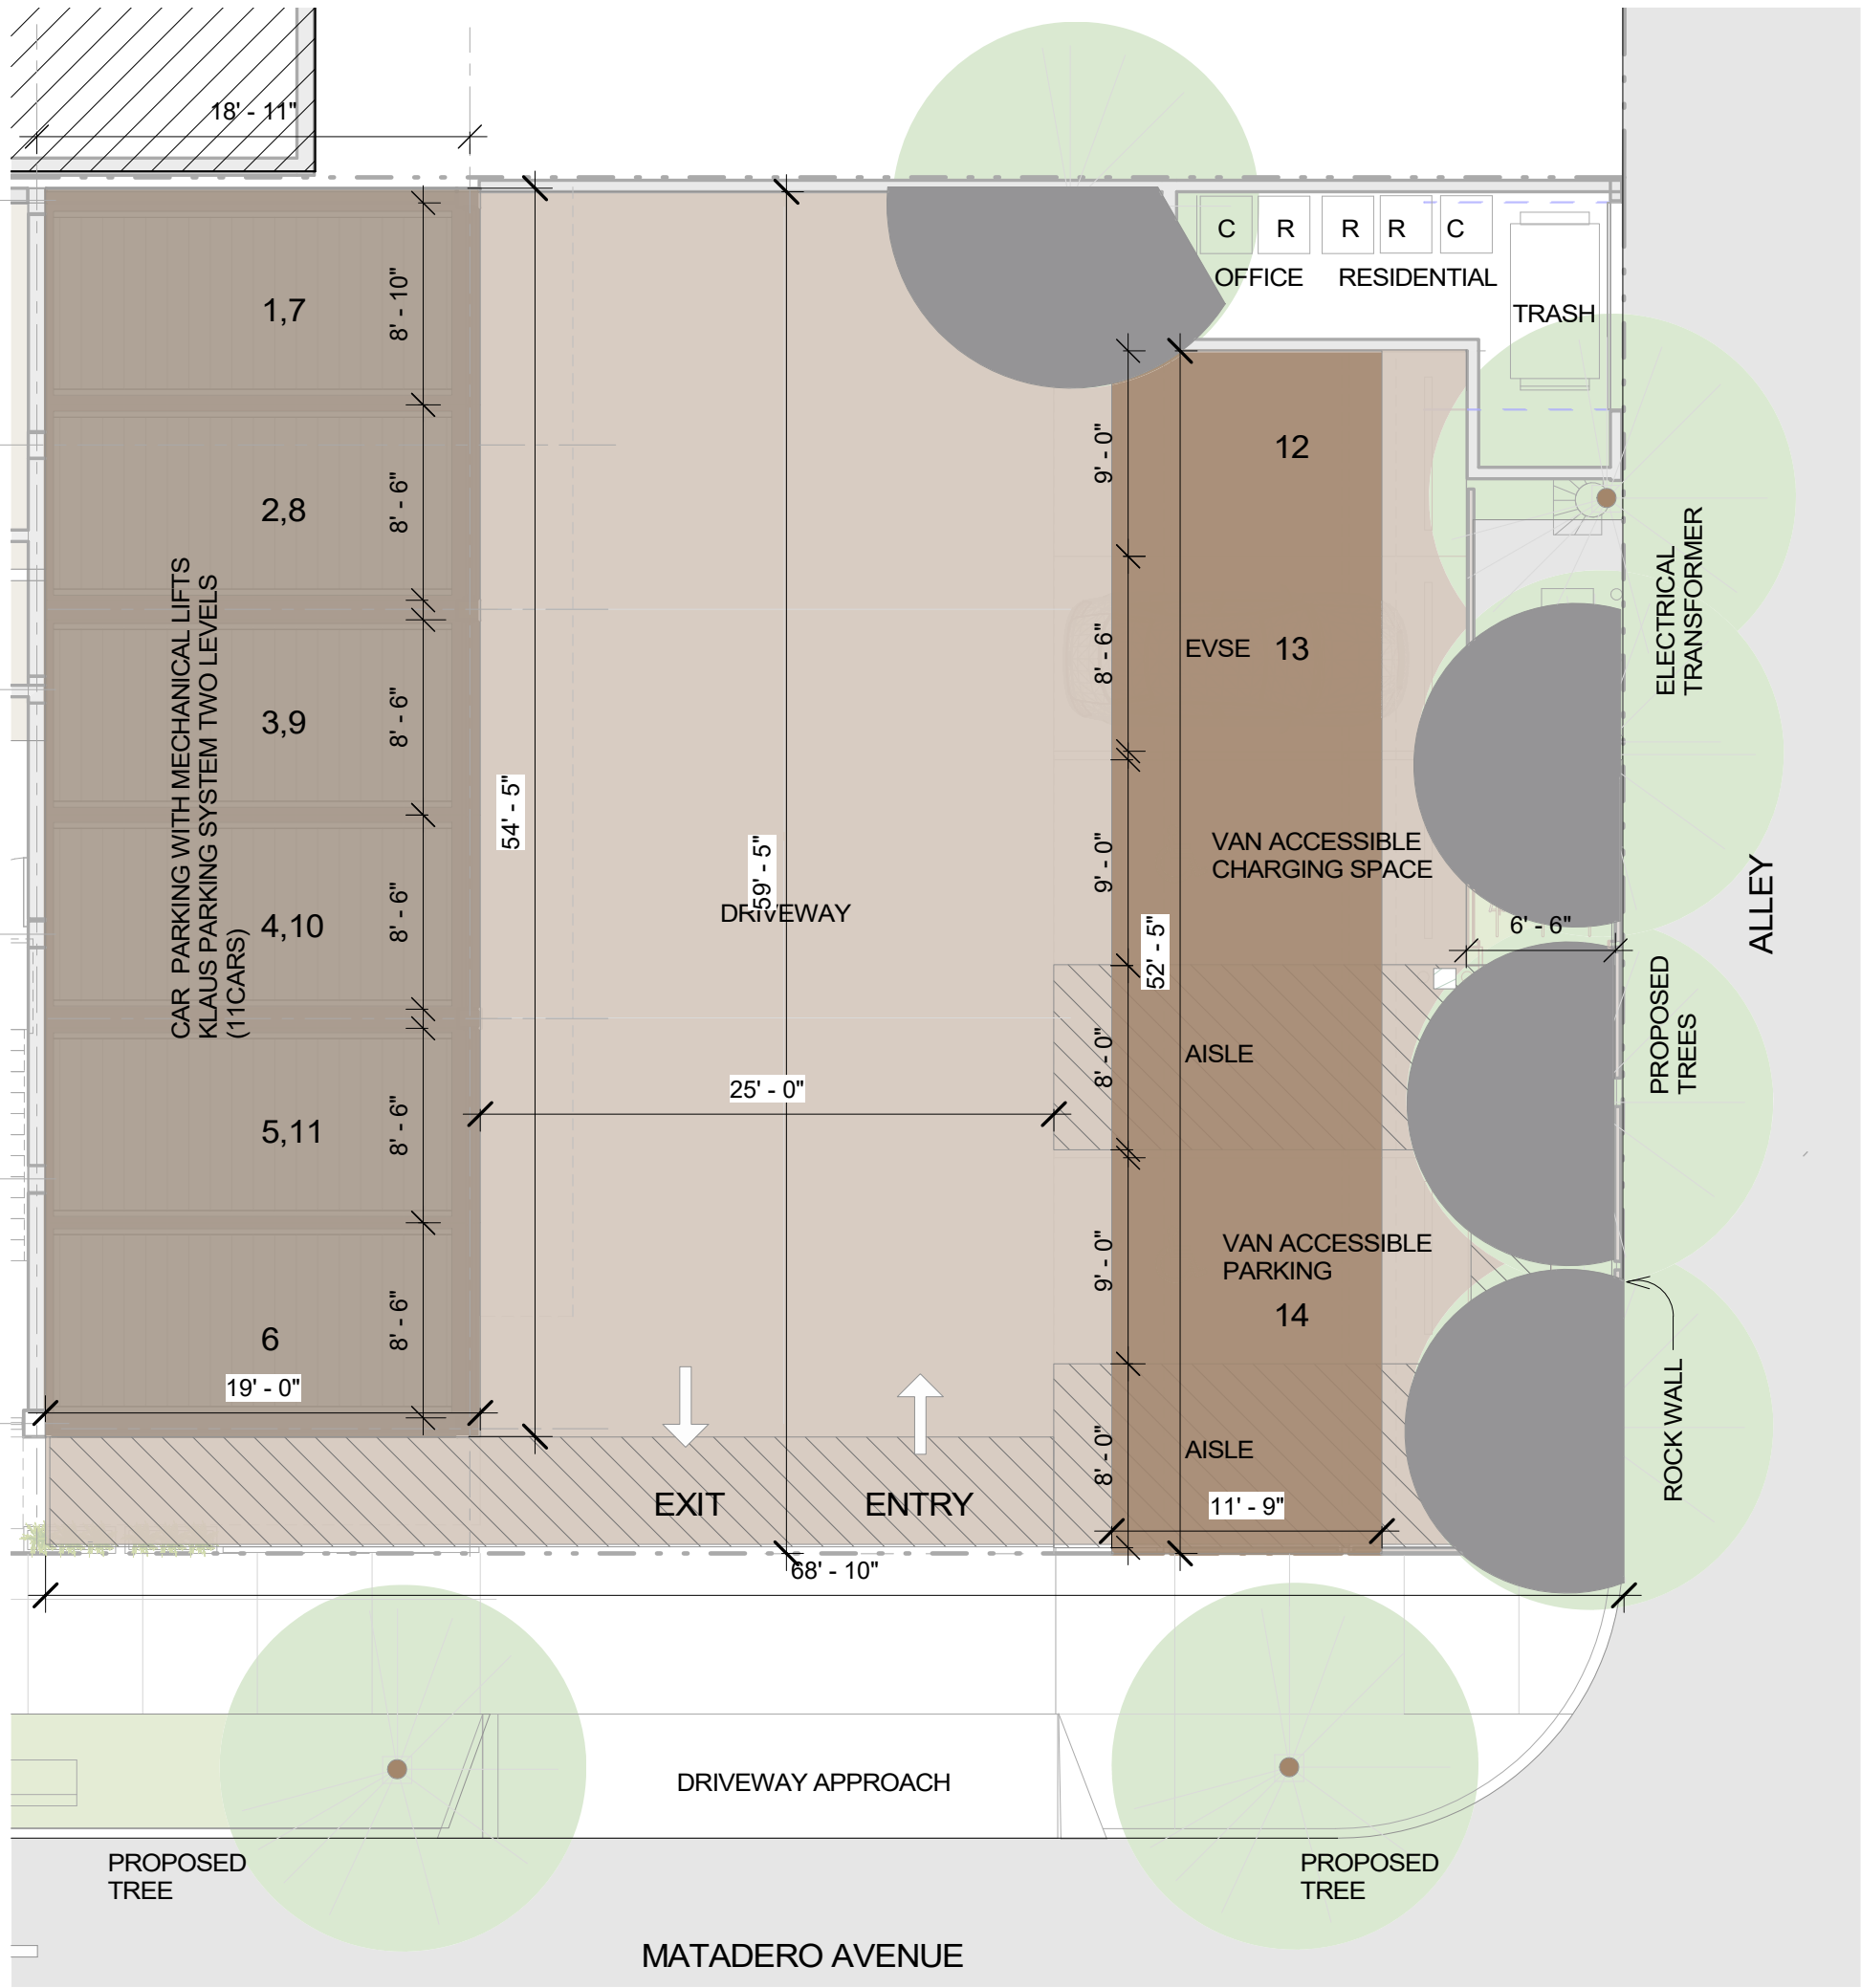 18' - 11"
C R R R C
OFFICE RESIDENTIAL
TRASH
1,7
8' - 10"
2,8
8' - 6"
3,9
8' - 6"
4,10
8' - 6"
5,11
8' - 6"
6
8' - 6"
19' - 0"
CAR PARKING WITH MECHANICAL LIFTS
KLAUS PARKING SYSTEM TWO LEVELS
(11CARS)
54' - 5"
59' - 5"
DRIVEWAY
25' - 0"
EXIT
ENTRY
9' - 0"
12
8' - 6"
EVSE 13
9' - 0"
VAN ACCESSIBLE
CHARGING SPACE
52' - 5"
8' - 0"
AISLE
9' - 0"
VAN ACCESSIBLE
PARKING
14
8' - 0"
AISLE
11' - 9"
6' - 6"
68' - 10"
ELECTRICAL
TRANSFORMER
ALLEY
PROPOSED
TREES
ROCK WALL
DRIVEWAY APPROACH
PROPOSED
TREE
PROPOSED
TREE
MATADERO AVENUE